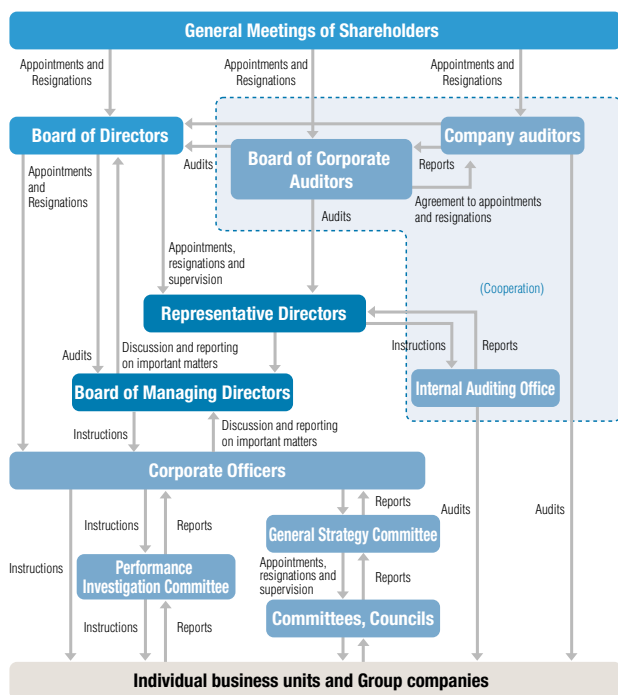 General Meetings of Shareholders
Appointments and
Resignations
Appointments and
Resignations
Appointments and
Resignations
Board of Directors
Company auditors
Audits
Board of Corporate
Auditors
Reports
Appointments
and
Resignations
Agreement to appointments
and resignations
Audits
Appointments,
resignations and
supervision
(Cooperation)
Representative Directors
Instructions
Reports
Audits
Discussion and reporting
on important matters
Board of Managing Directors
Internal Auditing Office
Instructions
Discussion and reporting
on important matters
Corporate Officers
Instructions
Instructions
Reports
Reports
General Strategy Committee
Audits
Audits
Performance
Investigation Committee
Appointments,
resignations and
supervision
Reports
Instructions
Reports
Committees, Councils
Individual business units and Group companies